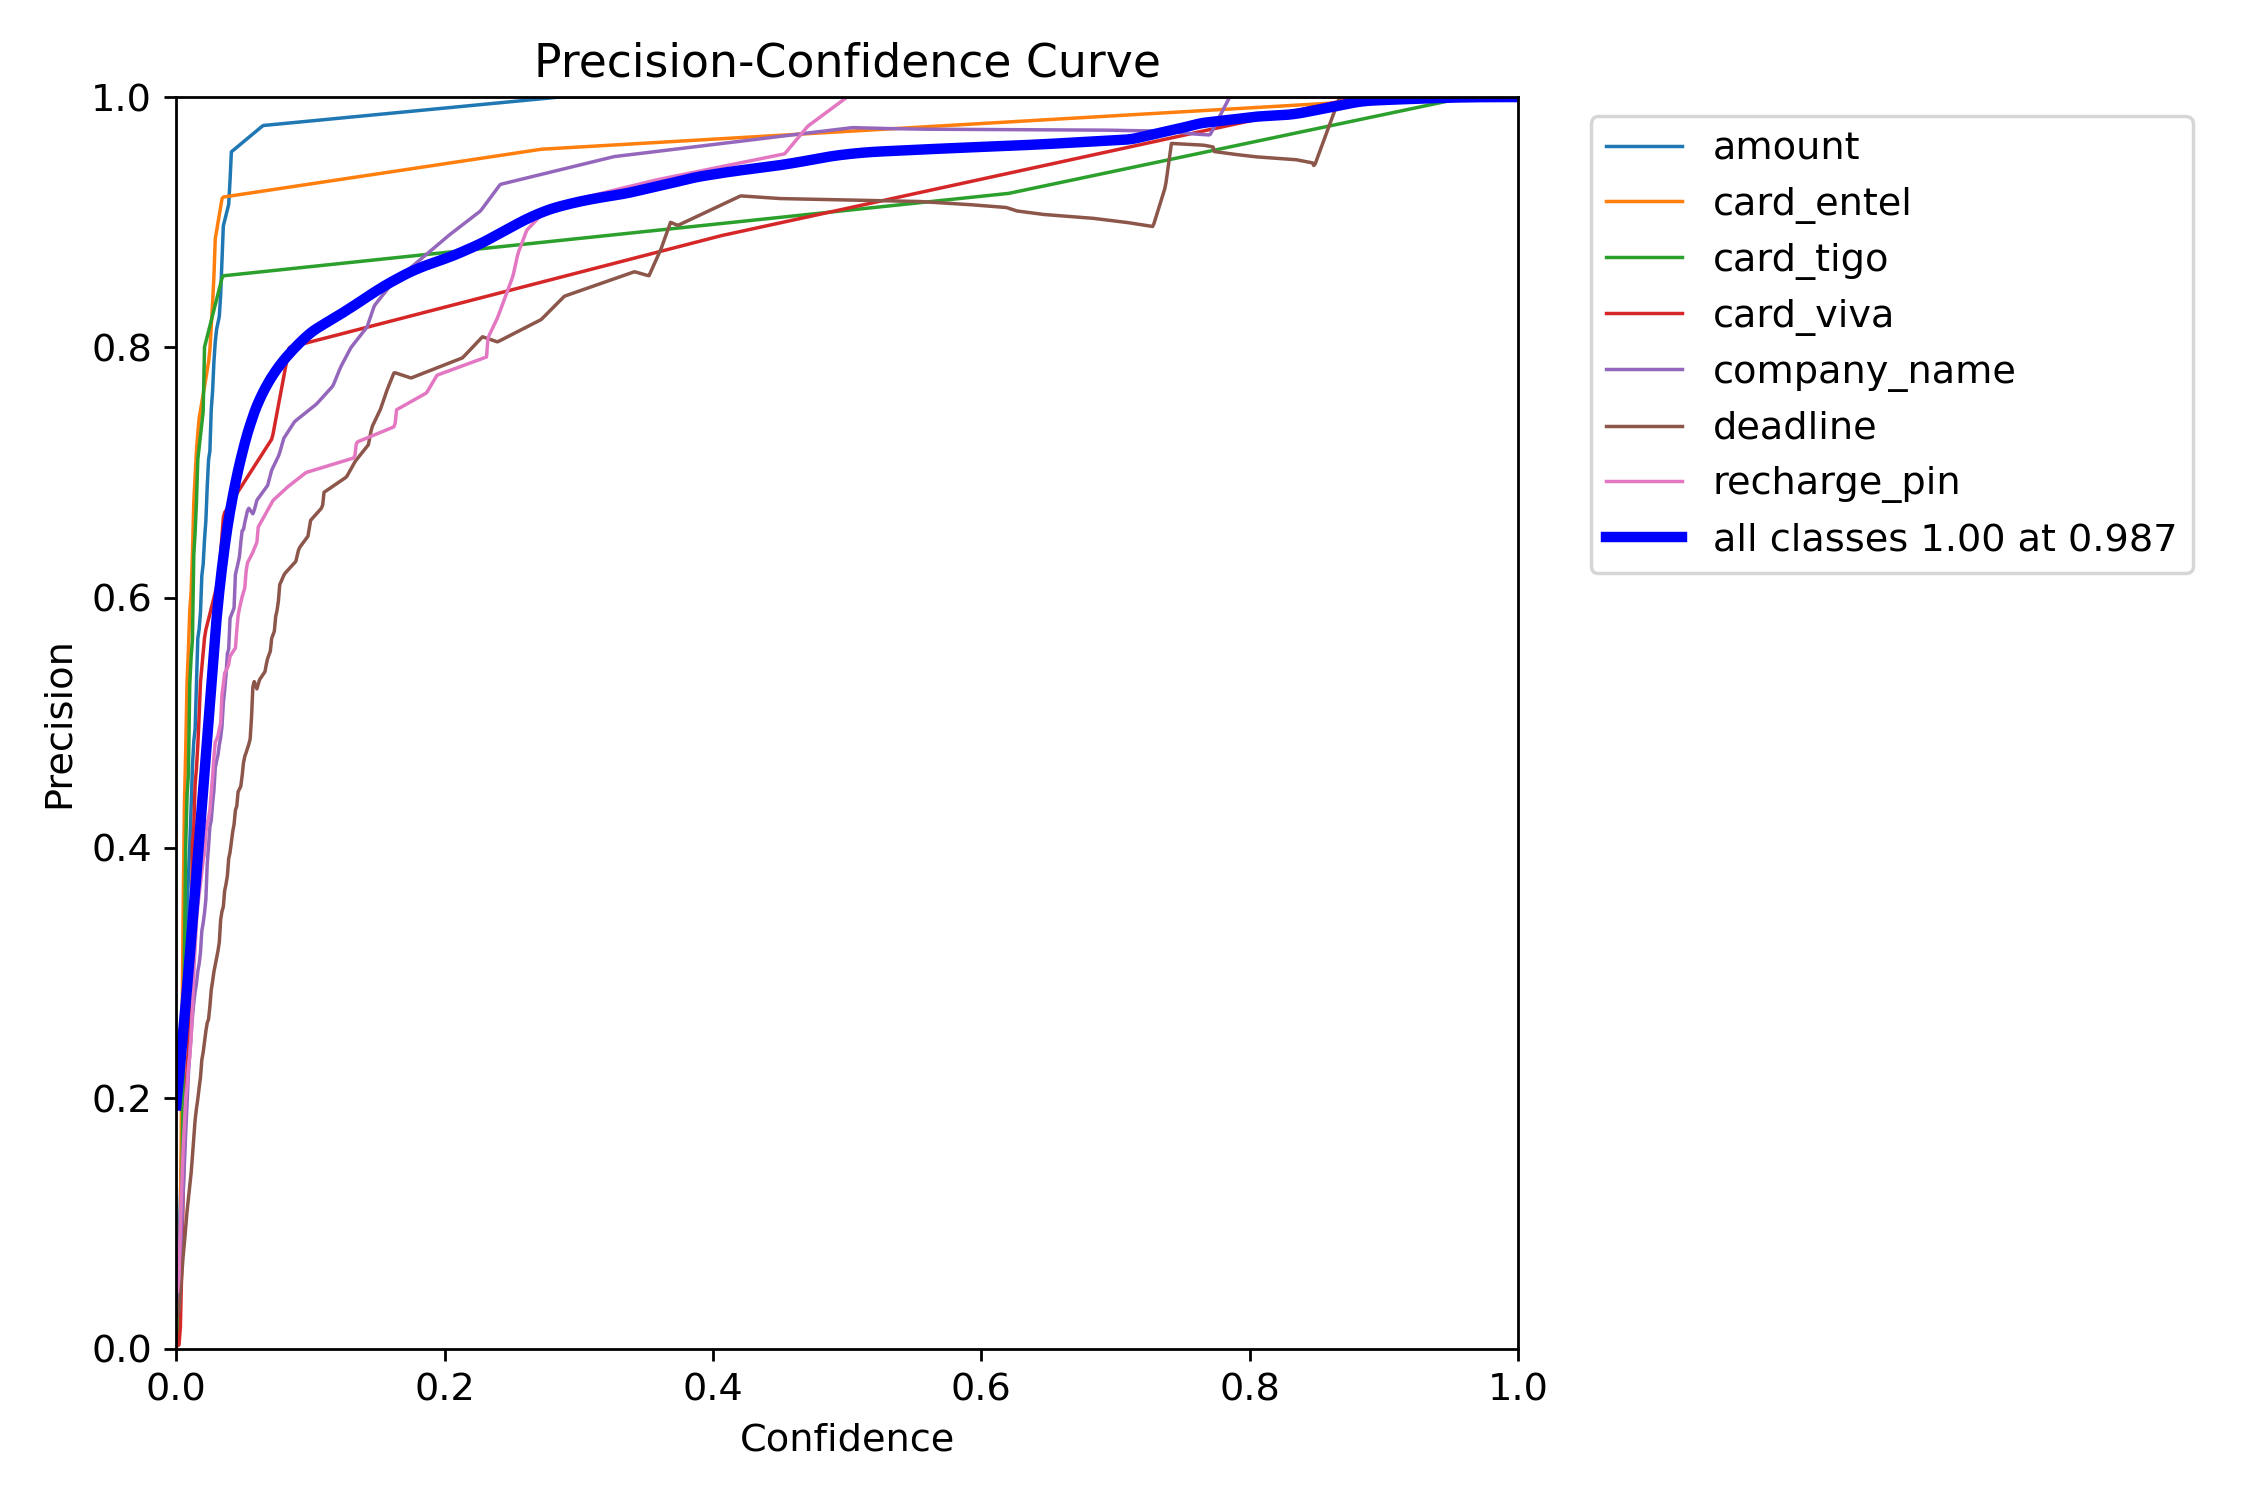 Precision-Confidence Curve
1.0
0.8
0.6
0.4
0.2
0.0
Precision
0.0 0.2 0.4 0.6 0.8 1.0
Confidence
amount
card_entel
card_tigo
card_viva
company_name
deadline
recharge_pin
all classes 1.00 at 0.987